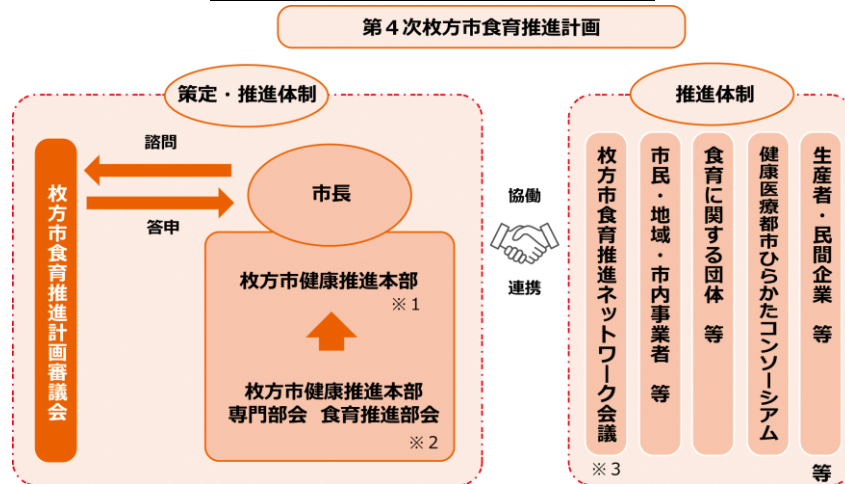 第４次枚方市食育推進計画
策定・推進体制
諮問
答申
枚方市食育推進計画審議会
市長
枚方市健康推進本部
※１
枚方市健康推進本部
専門部会 食育推進部会
※２
協働
連携
推進体制
枚方市食育推進ネットワーク会議
※３
市民・地域・市内事業者 等
食育に関する団体 等
健康医療都市ひらかたコンソーシアム
生産者・民間企業 等
等